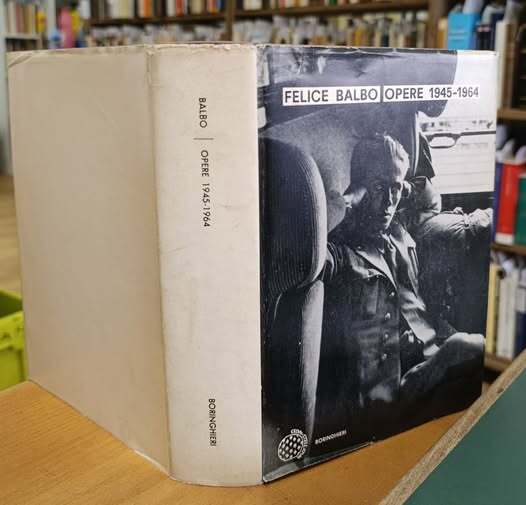 BALBO | OPERE 1945-1964
BORINGHIERI
FELICE BALBO | OPERE 1945-1964
BORINGHIERI